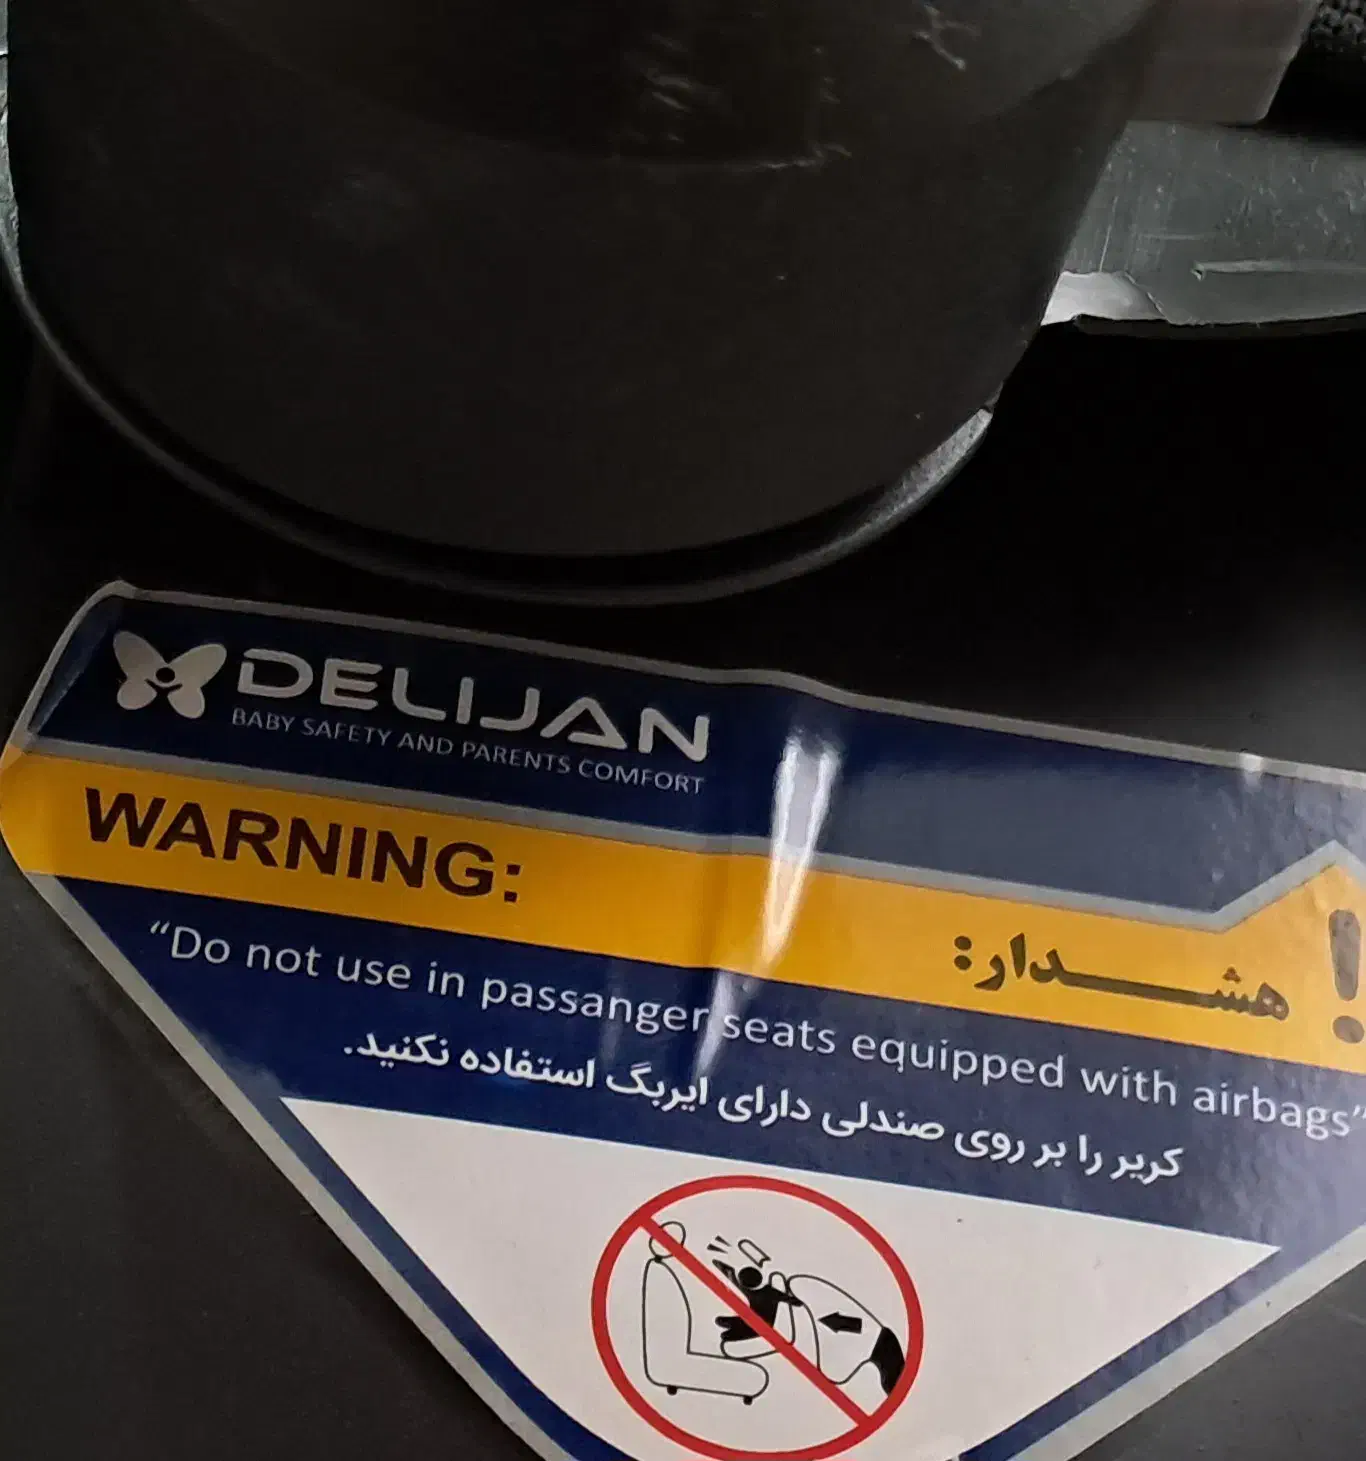 DELIJAN
BABY SAFETY AND PARENTS COMFORT
WARNING:
هشدار: !
“Do not use in passanger seats equipped with airbags”
کریر را بر روی صندلی دارای ایربگ استفاده نکنید.